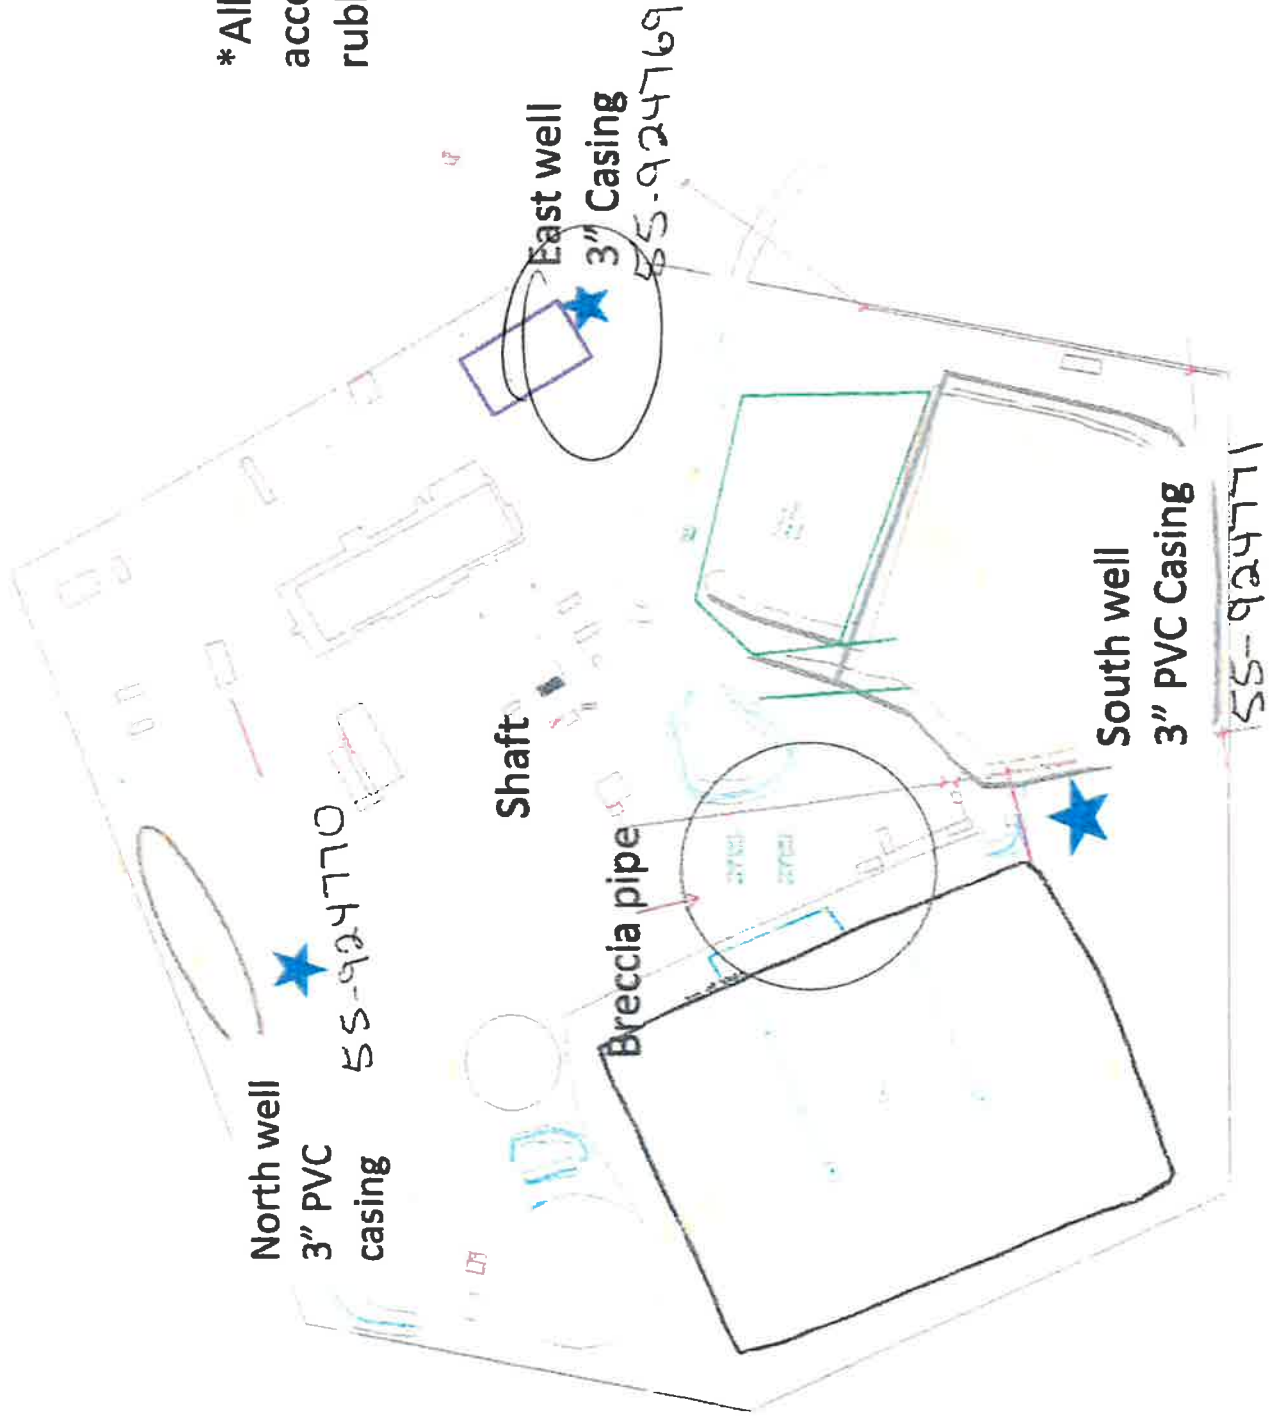 *All
acce
rub
East well
3" Casing
55-924769
Shaft
Breccia pipe
North well
3" PVC
casing
55-924770
South well
3" PVC Casing
55-924771